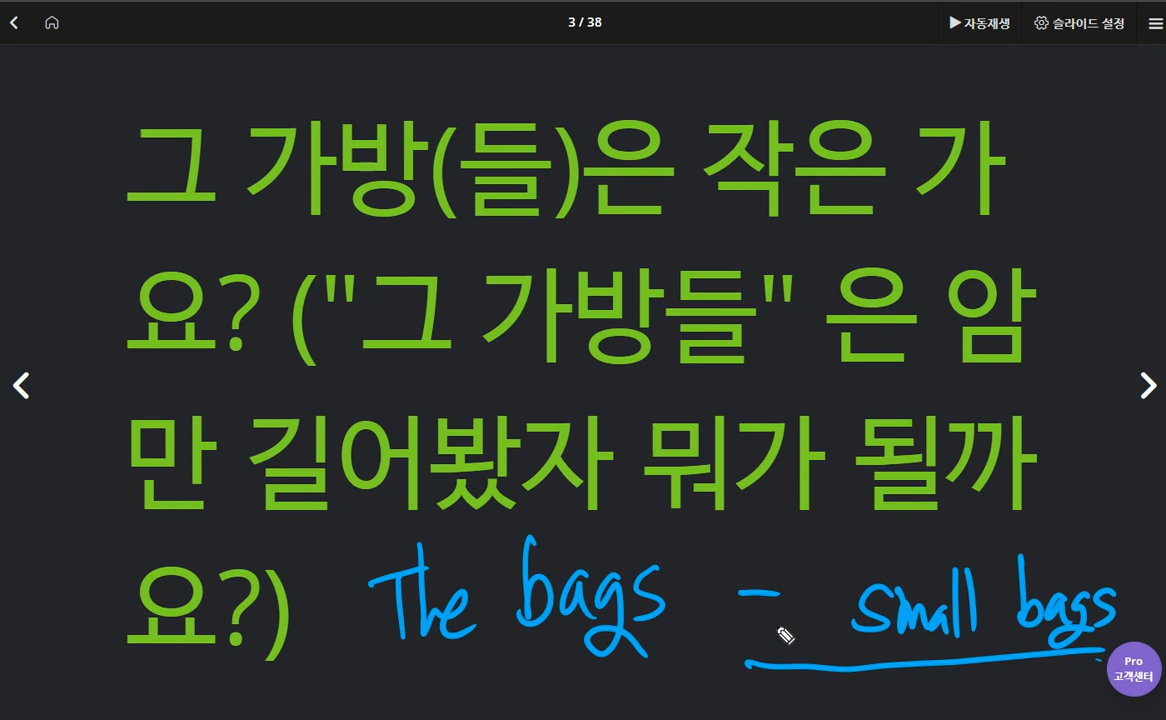 3 / 38
▶ 자동재생
슬라이드 설정
그 가방(들)은 작은 가
요? ("그 가방들" 은 암
만 길어봤자 뭐가 될까
요?)
The bags - small bags
Pro
고객센터